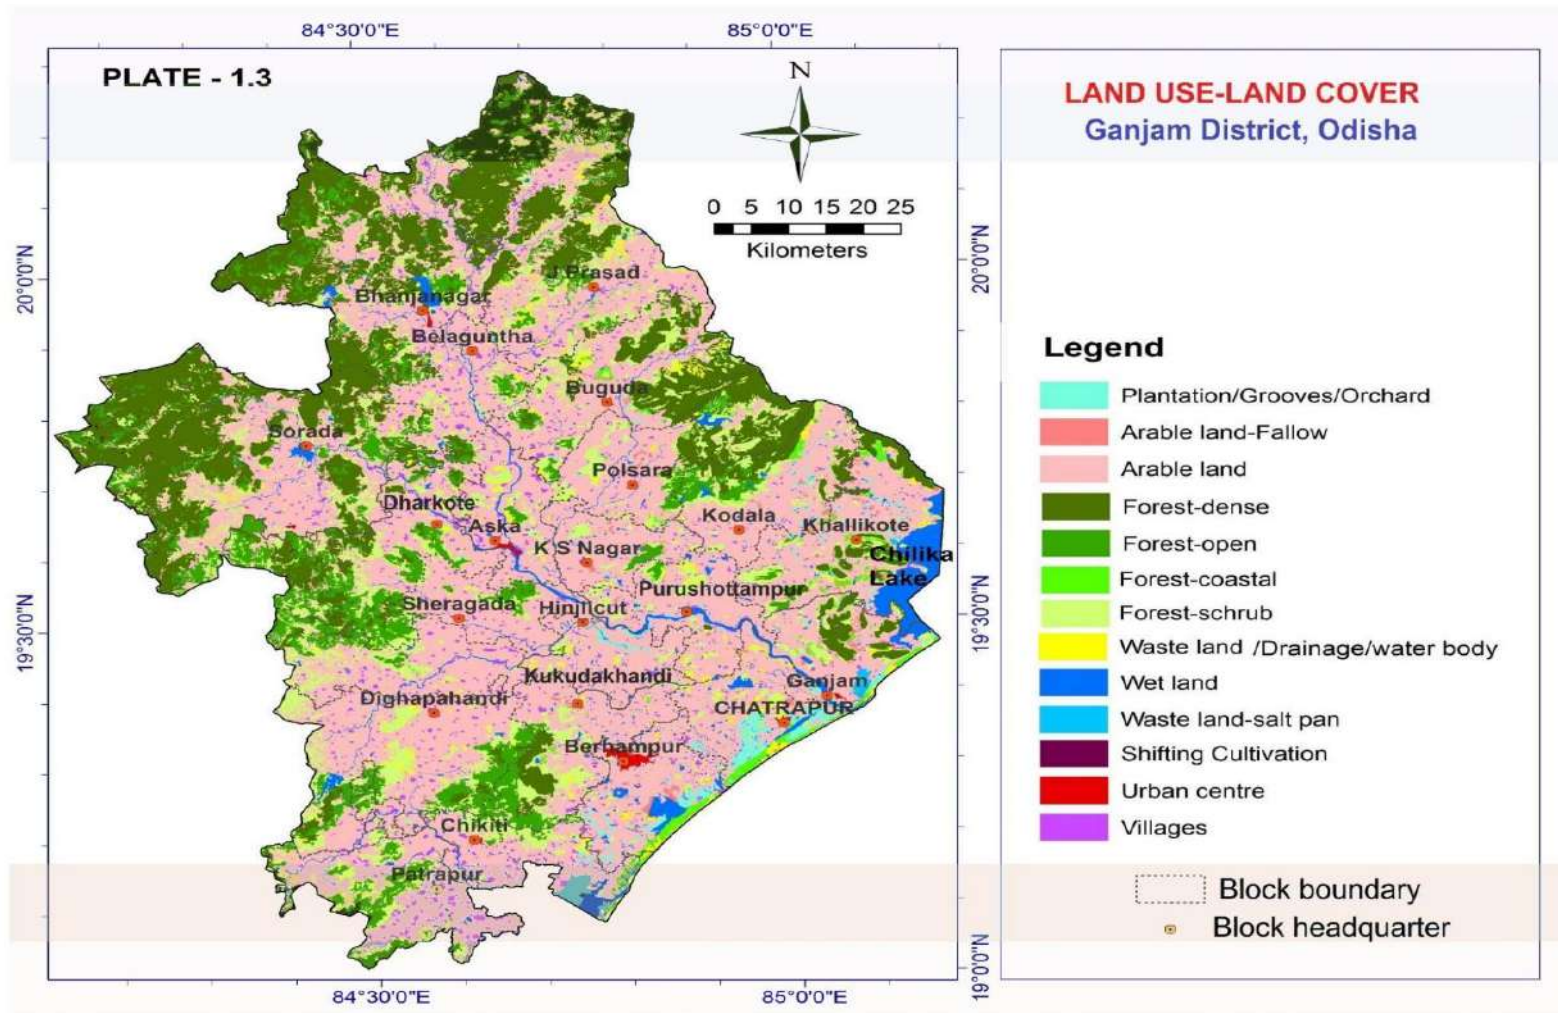 84°30'0"E
85°0'0"E
PLATE - 1.3
N
0 5 10 15 20 25
Kilometers
LAND USE-LAND COVER
Ganjam District, Odisha
20°0'0"N
20°0'0"N
J Prasad
Bhanjanagar
Belaguntha
Buguda
Sorada
Polsara
Dharkote
Aska
Kodala
Khallikote
K S Nagar
Chilika
Lake
Purushottampur
Sheragada
Hinjlicut
19°30'0"N
19°30'0"N
Kukudakhandi
Ganjam
Dighapahandi
CHATRAPUR
Berhampur
Chikiti
Patrapur
Legend
Plantation/Grooves/Orchard
Arable land-Fallow
Arable land
Forest-dense
Forest-open
Forest-coastal
Forest-schrub
Waste land /Drainage/water body
Wet land
Waste land-salt pan
Shifting Cultivation
Urban centre
Villages
Block boundary
Block headquarter
19°0'0"N
84°30'0"E
85°0'0"E